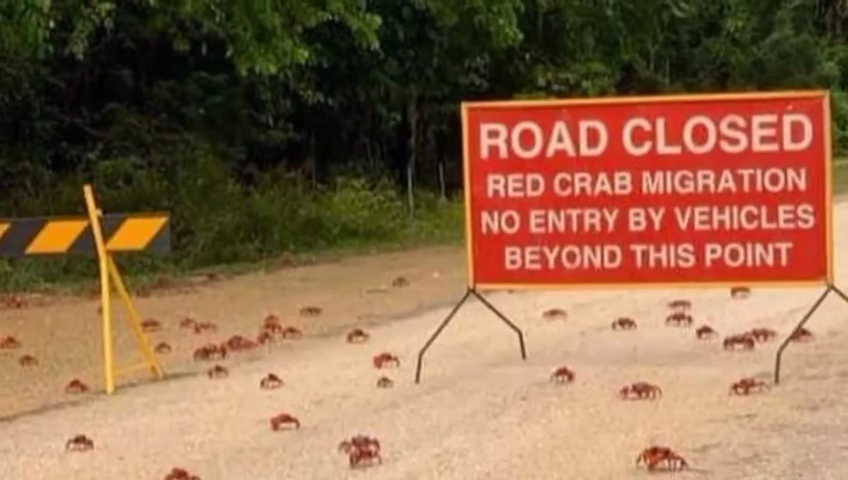 ROAD CLOSED
RED CRAB MIGRATION
NO ENTRY BY VEHICLES
BEYOND THIS POINT